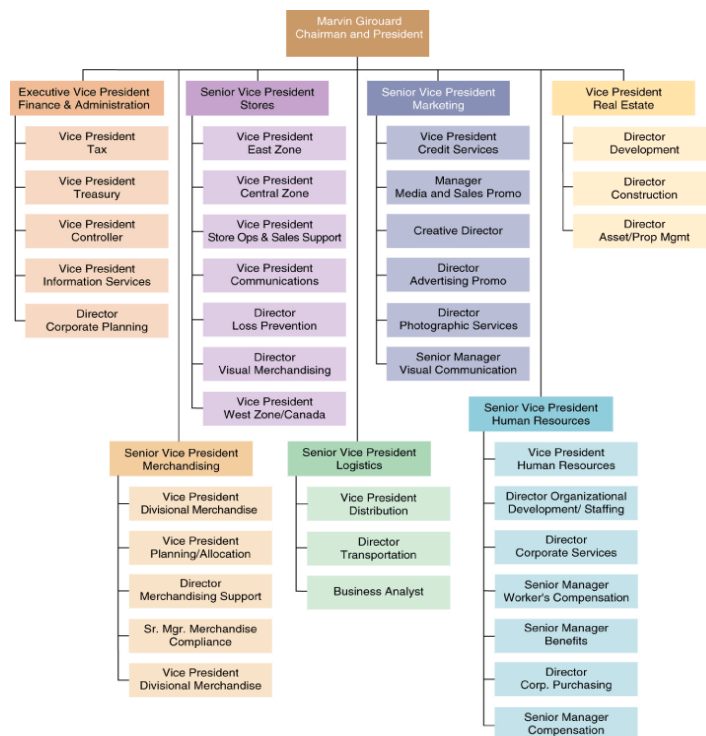 Marvin Girouard
Chairman and President
Executive Vice President
Finance & Administration
Vice President
Tax
Vice President
Treasury
Vice President
Controller
Vice President
Information Services
Director
Corporate Planning
Senior Vice President
Stores
Vice President
East Zone
Vice President
Central Zone
Vice President
Store Ops & Sales Support
Vice President
Communications
Director
Loss Prevention
Director
Visual Merchandising
Vice President
West Zone/Canada
Senior Vice President
Marketing
Vice President
Credit Services
Manager
Media and Sales Promo
Creative Director
Director
Advertising Promo
Director
Photographic Services
Senior Manager
Visual Communication
Vice President
Real Estate
Director
Development
Director
Construction
Director
Asset/Prop Mgmt
Senior Vice President
Merchandising
Vice President
Divisional Merchandise
Vice President
Planning/Allocation
Director
Merchandising Support
Sr. Mgr. Merchandise
Compliance
Vice President
Divisional Merchandise
Senior Vice President
Logistics
Vice President
Distribution
Director
Transportation
Business Analyst
Senior Vice President
Human Resources
Vice President
Human Resources
Director Organizational
Development/ Staffing
Director
Corporate Services
Senior Manager
Worker's Compensation
Senior Manager
Benefits
Director
Corp. Purchasing
Senior Manager
Compensation